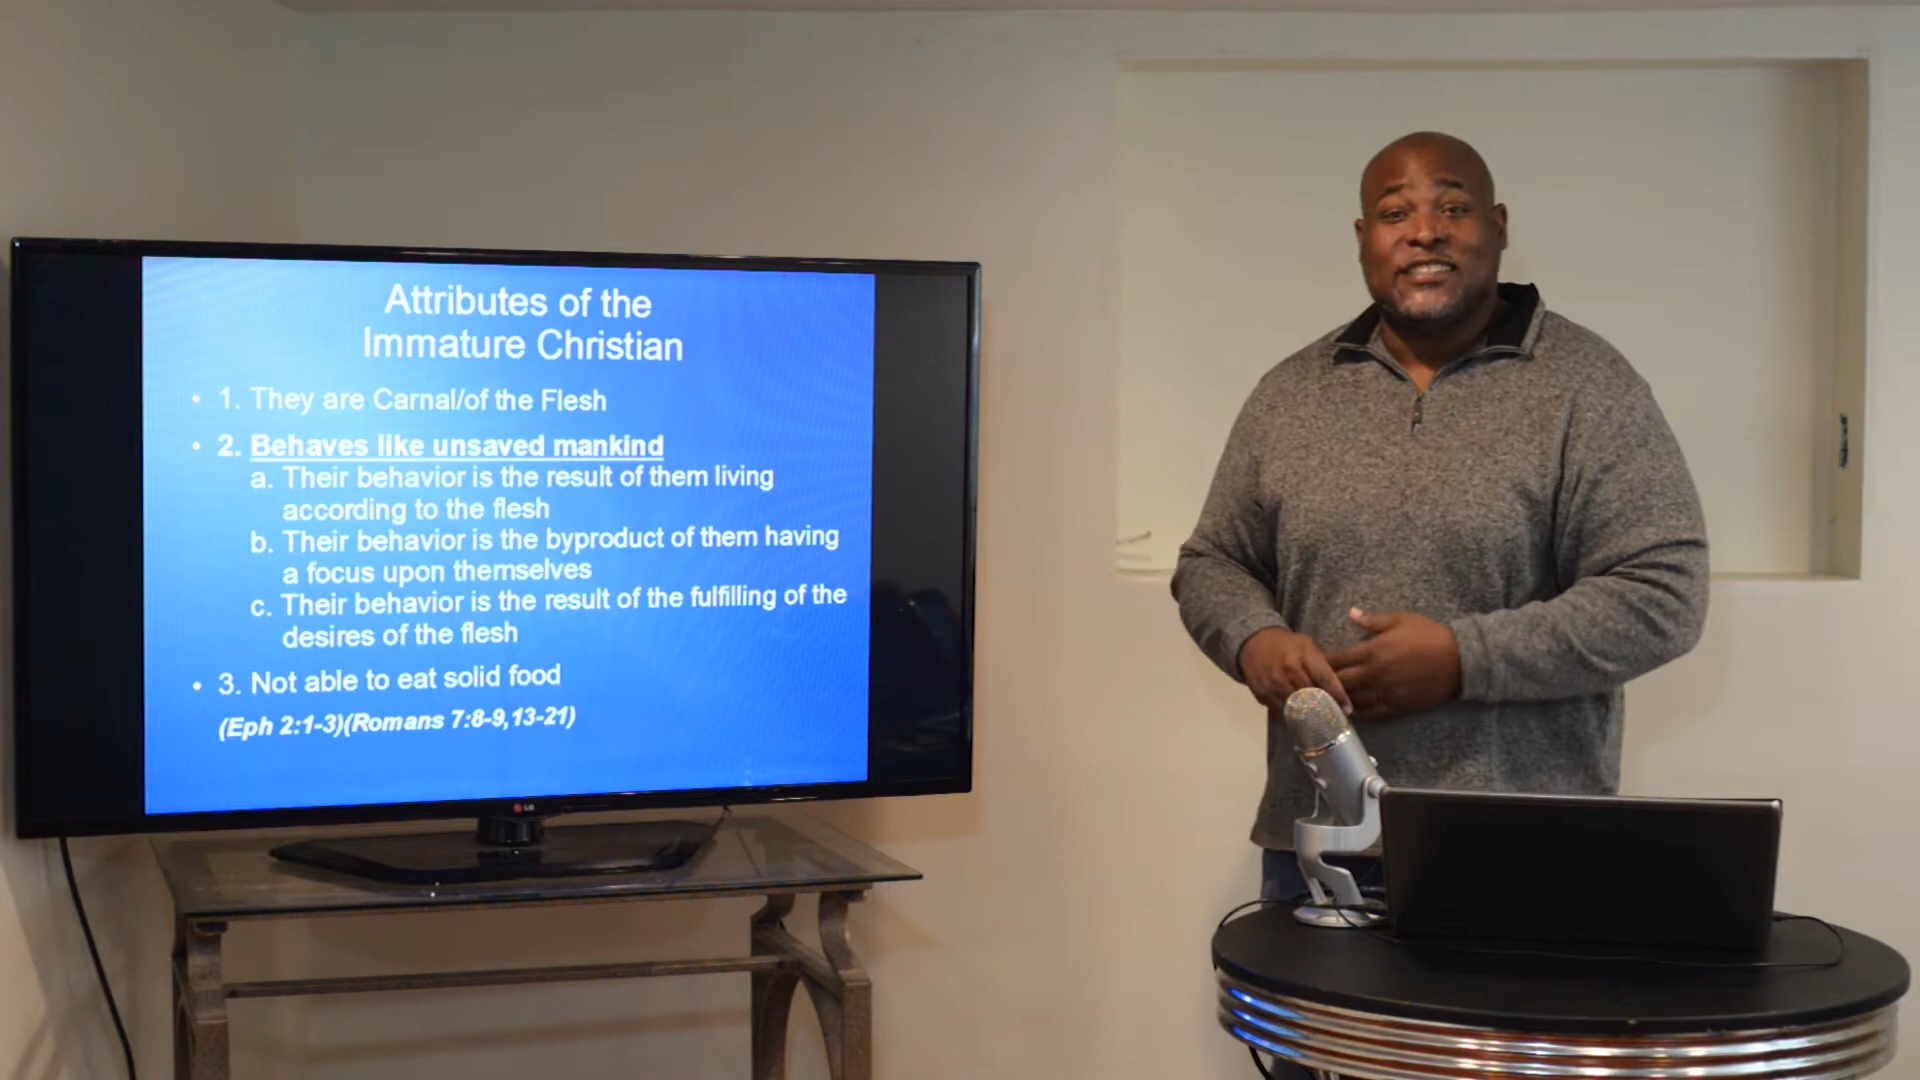 Attributes of the
Immature Christian
• 1. They are Carnal/of the Flesh
• 2. Behaves like unsaved mankind
a. Their behavior is the result of them living
according to the flesh
b. Their behavior is the byproduct of them having
a focus upon themselves
c. Their behavior is the result of the fulfilling of the
desires of the flesh
• 3. Not able to eat solid food
(Eph 2:1-3)(Romans 7:8-9,13-21)
LG